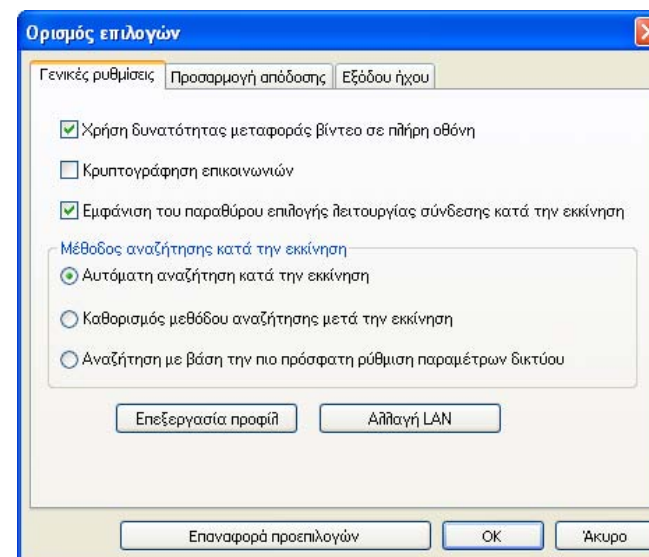 Ορισμός επιλογών
Γενικές ρυθμίσεις Προσαρμογή απόδοσης Εξόδου ήχου
Χρήση δυνατότητας μεταφοράς βίντεο σε πλήρη οθόνη
Κρυπτογράφηση επικοινωνιών
Εμφάνιση του παραθύρου επιλογής λειτουργίας σύνδεσης κατά την εκκίνηση
Μέθοδος αναζήτησης κατά την εκκίνηση
Αυτόματη αναζήτηση κατά την εκκίνηση
Καθορισμός μεθόδου αναζήτησης μετά την εκκίνηση
Αναζήτηση με βάση την πιο πρόσφατη ρύθμιση παραμέτρων δικτύου
Επεξεργασία προφίλ Αλλαγή LAN
Επαναφορά προεπιλογών OK Άκυρο